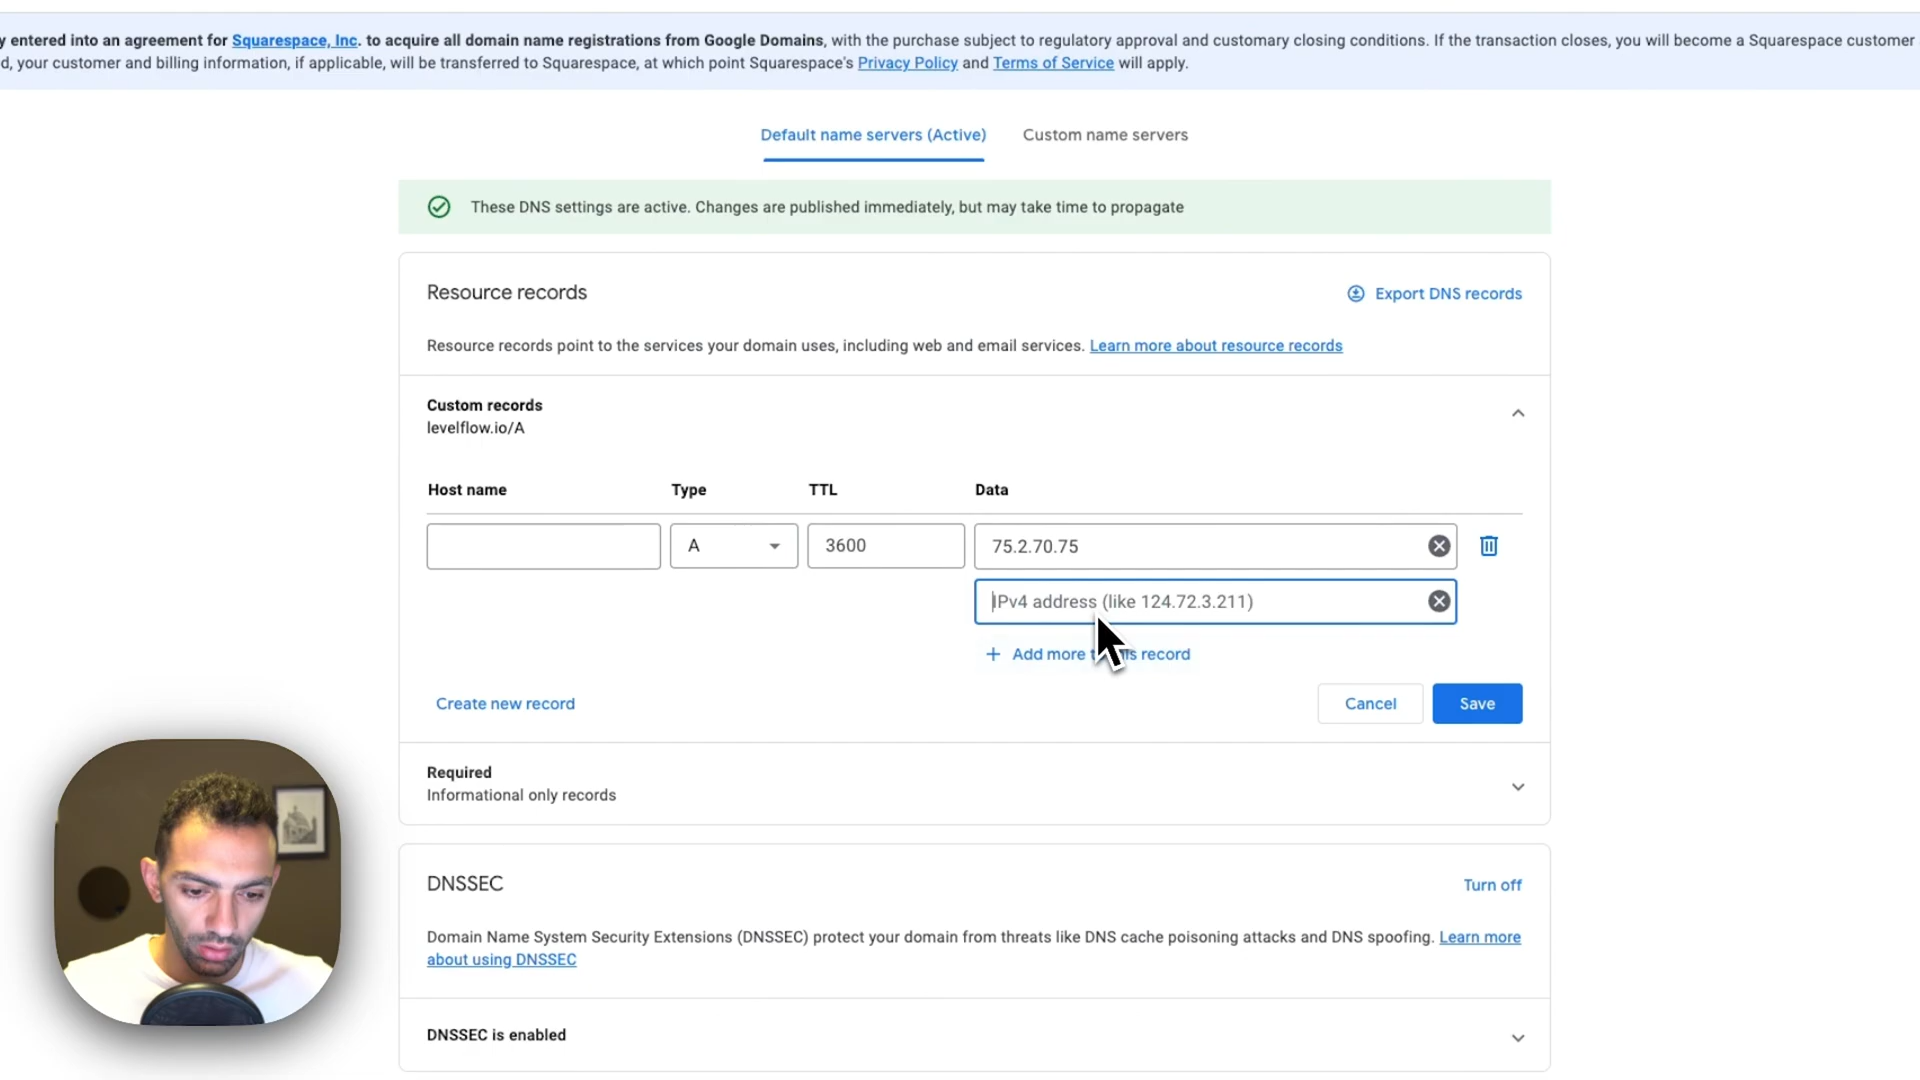 y entered into an agreement for Squarespace, Inc. to acquire all domain name registrations from Google Domains, with the purchase subject to regulatory approval and customary closing conditions. If the transaction closes, you will become a Squarespace customer
d, your customer and billing information, if applicable, will be transferred to Squarespace, at which point Squarespace's Privacy Policy and Terms of Service will apply.
Default name servers (Active) Custom name servers
These DNS settings are active. Changes are published immediately, but may take time to propagate
Resource records Export DNS records
Resource records point to the services your domain uses, including web and email services. Learn more about resource records
Custom records
levelflow.io/A
Host name Type TTL Data
A 3600 75.2.70.75
IPv4 address (like 124.72.3.211)
+ Add more this record
Create new record Cancel Save
Required
Informational only records
DNSSEC Turn off
Domain Name System Security Extensions (DNSSEC) protect your domain from threats like DNS cache poisoning attacks and DNS spoofing. Learn more
about using DNSSEC
DNSSEC is enabled